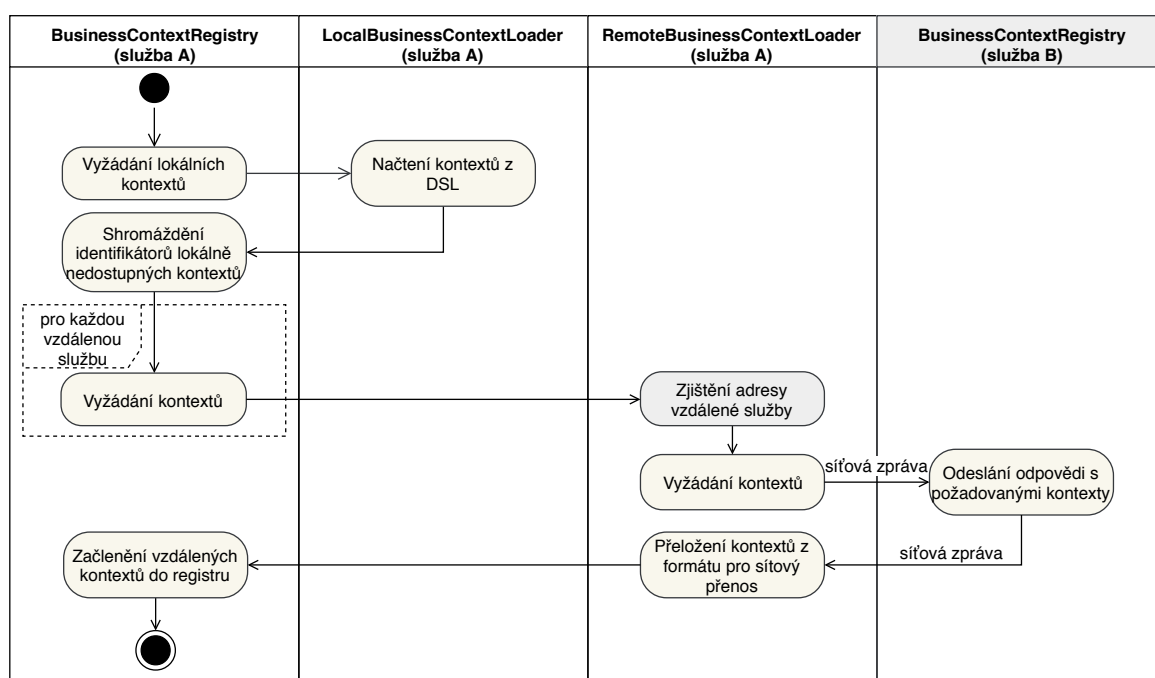 BusinessContextRegistry
(služba A)
LocalBusinessContextLoader
(služba A)
RemoteBusinessContextLoader
(služba A)
BusinessContextRegistry
(služba B)
Vyžádání lokálních
kontextů
Načtení kontextů z
DSL
Shromáždění
identifikátorů lokálně
nedostupných kontextů
pro každou
vzdálenou
službu
Vyžádání kontextů
Zjištění adresy
vzdálené služby
Vyžádání kontextů
síťová zpráva
Odeslání odpovědi s
požadovanými kontexty
Začlenění vzdálených
kontextů do registru
Přeložení kontextů z
formátu pro sítový
přenos
síťová zpráva